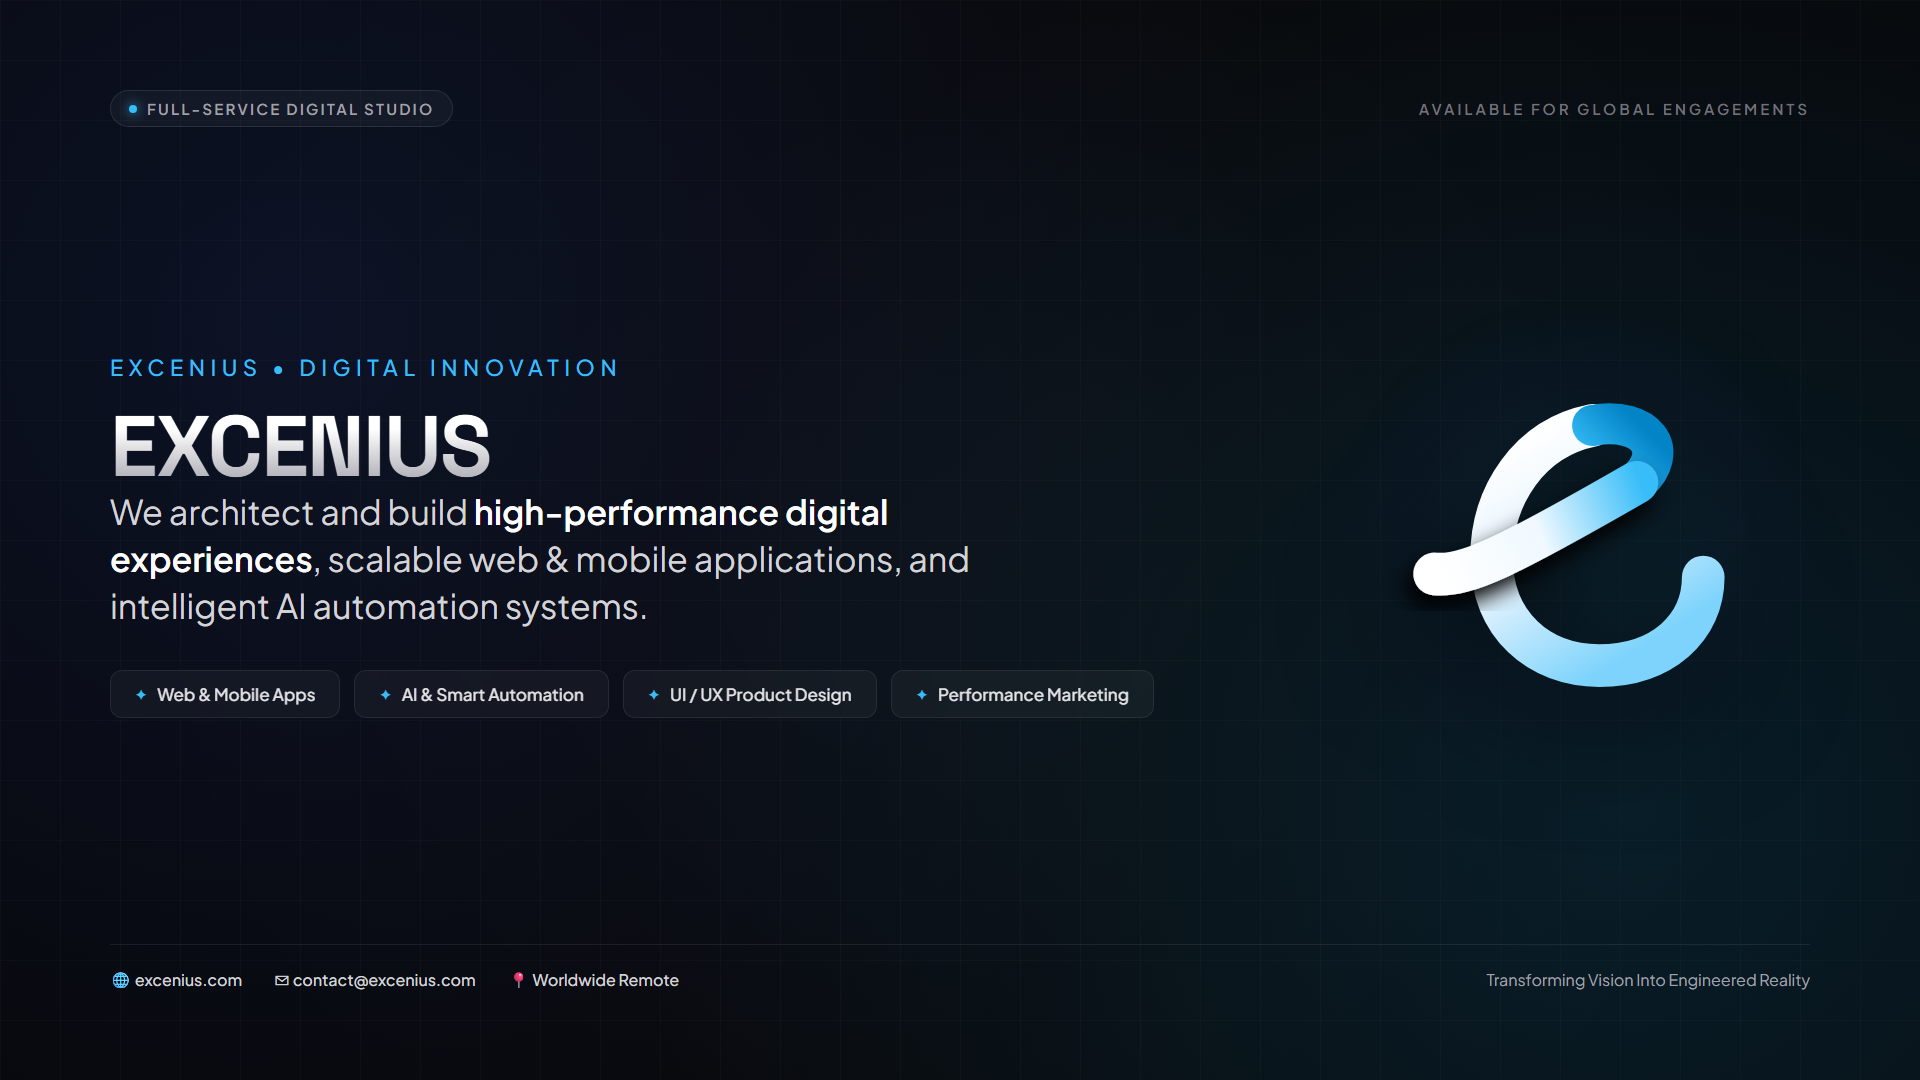 FULL-SERVICE DIGITAL STUDIO
AVAILABLE FOR GLOBAL ENGAGEMENTS
EXCENIUS • DIGITAL INNOVATION
EXCENIUS
We architect and build high-performance digital
experiences, scalable web & mobile applications, and
intelligent AI automation systems.
✦ Web & Mobile Apps
✦ AI & Smart Automation
✦ UI / UX Product Design
✦ Performance Marketing
🌐 excenius.com
✉ contact@excenius.com
📍 Worldwide Remote
Transforming Vision Into Engineered Reality